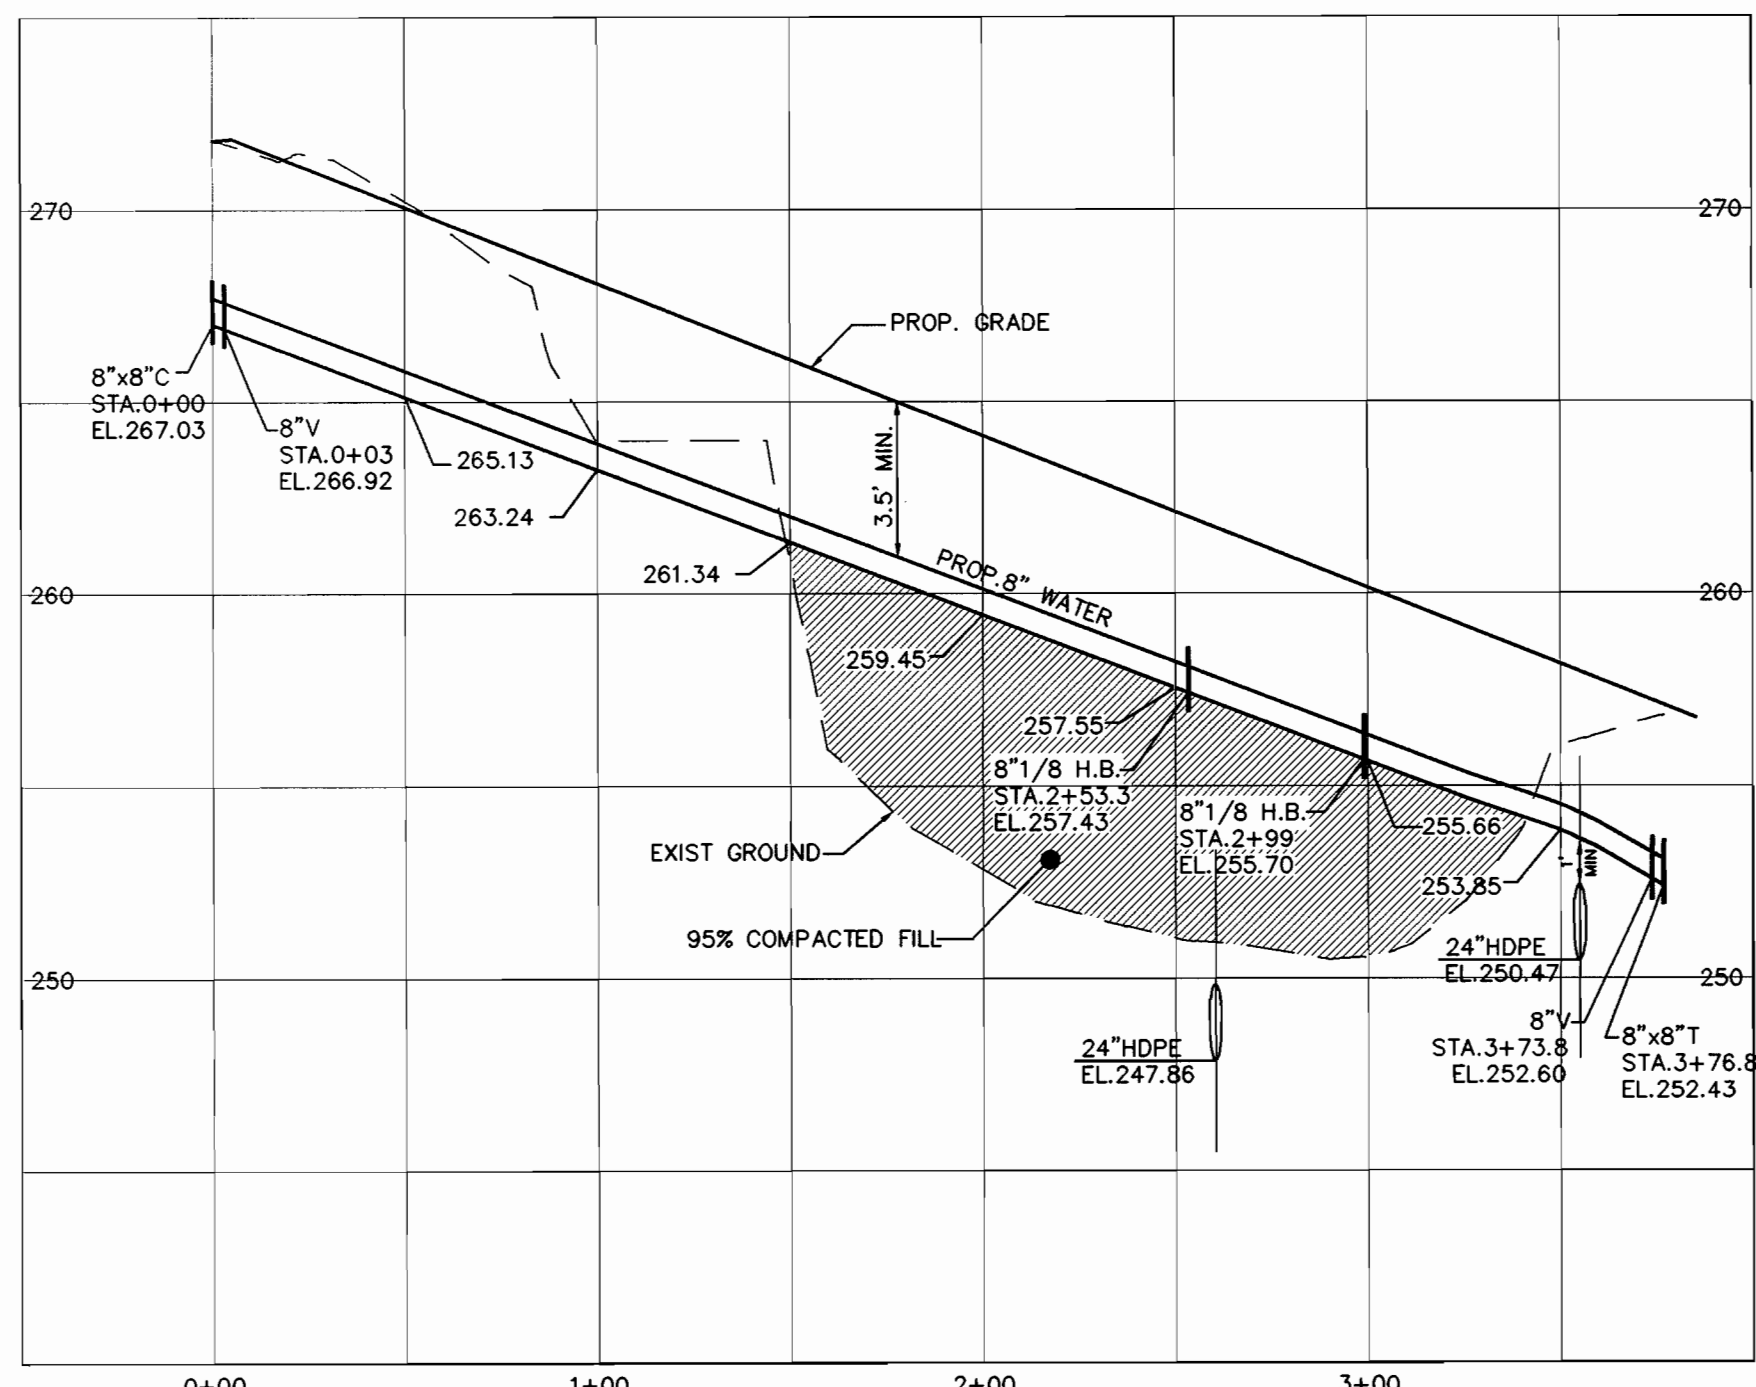 270
270
PROP. GRADE
8"x8"C
STA.0+00
EL.267.03
8"V
STA.0+03
EL.266.92
265.13
263.24
3.5' MIN.
261.34
PROP.8" WATER
260
260
259.45
257.55
8"1/8 H.B.
STA.2+53.3
EL.257.43
8"1/8 H.B.
STA.2+99
EL.255.70
255.66
EXIST GROUND
1'
MIN
253.85
95% COMPACTED FILL
24"HDPE
EL.250.47
250
250
8"V
STA.3+73.8
EL.252.60
8"x8"T
STA.3+76.8
EL.252.43
24"HDPE
EL.247.86
0+00
1+00
2+00
3+00